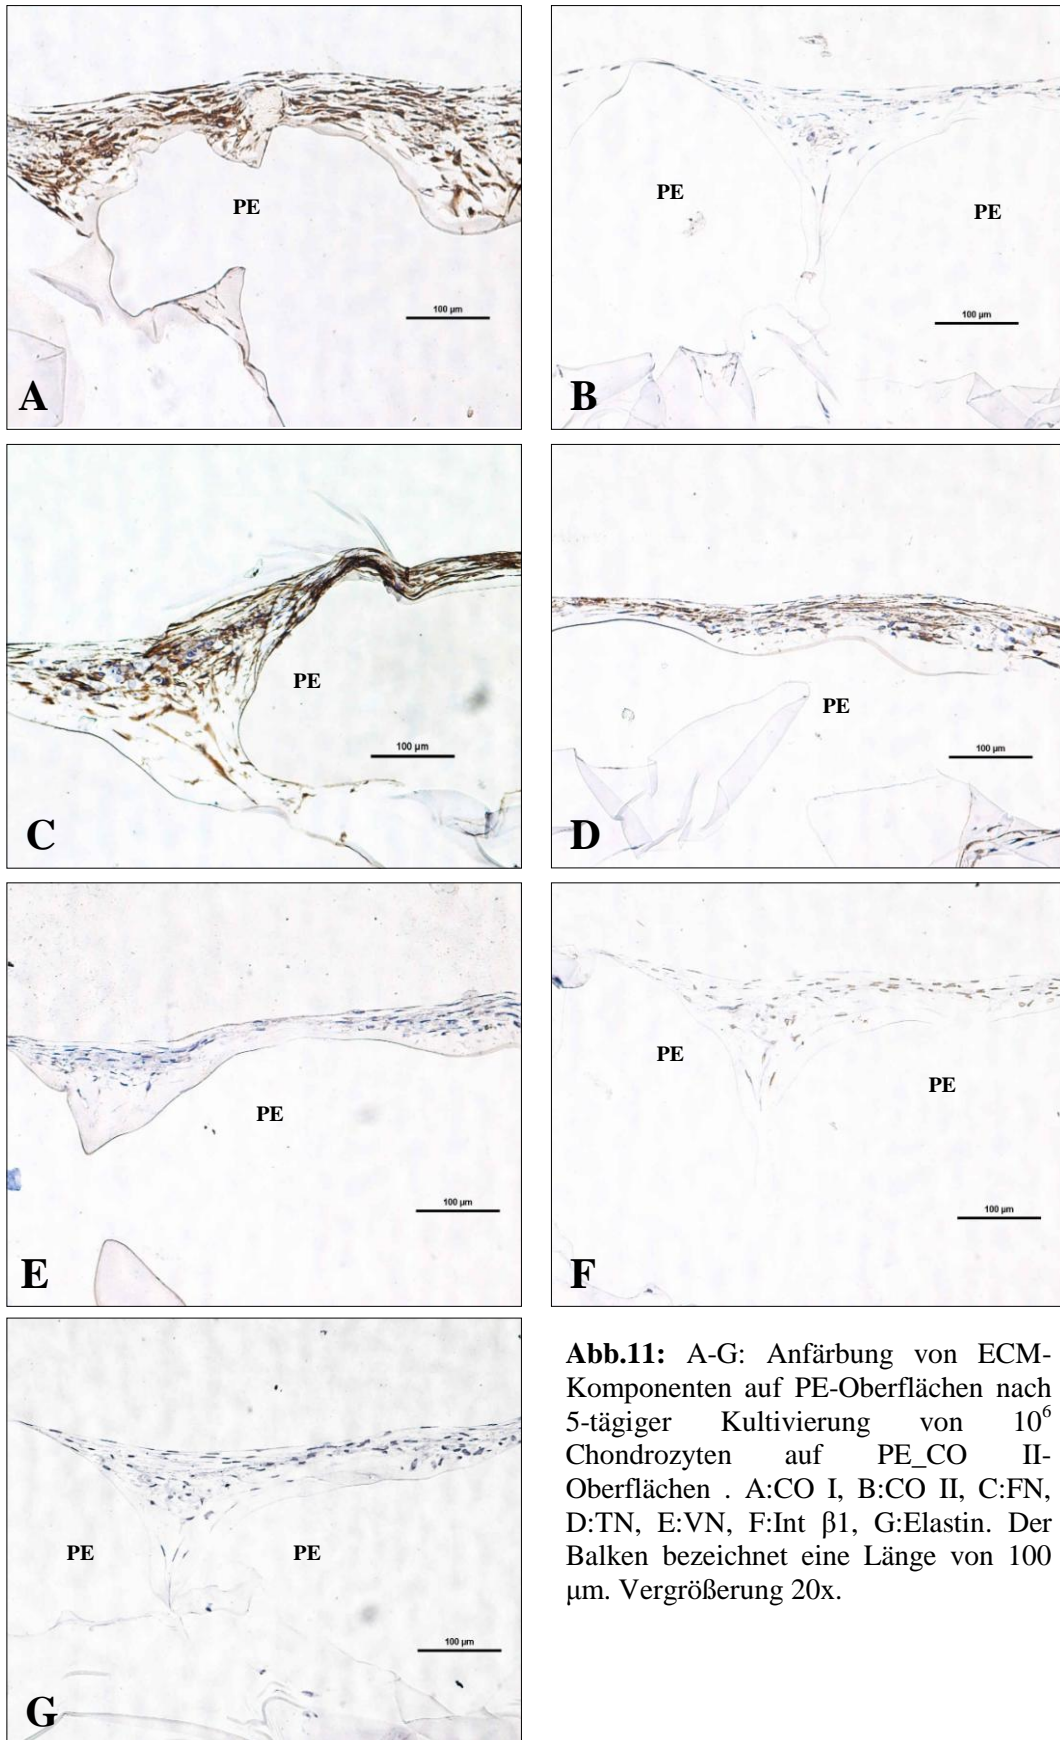 PE
100 µm
A
PE
PE
100 µm
B
PE
100 µm
C
PE
100 µm
D
PE
100 µm
E
PE
PE
100 µm
F
PE
PE
100 µm
G
Abb.11: A-G: Anfärbung von ECM-
Komponenten auf PE-Oberflächen nach
5-tägiger Kultivierung von 10⁶
Chondrozyten auf PE_CO II-
Oberflächen . A:CO I, B:CO II, C:FN,
D:TN, E:VN, F:Int β1, G:Elastin. Der
Balken bezeichnet eine Länge von 100
µm. Vergrößerung 20x.